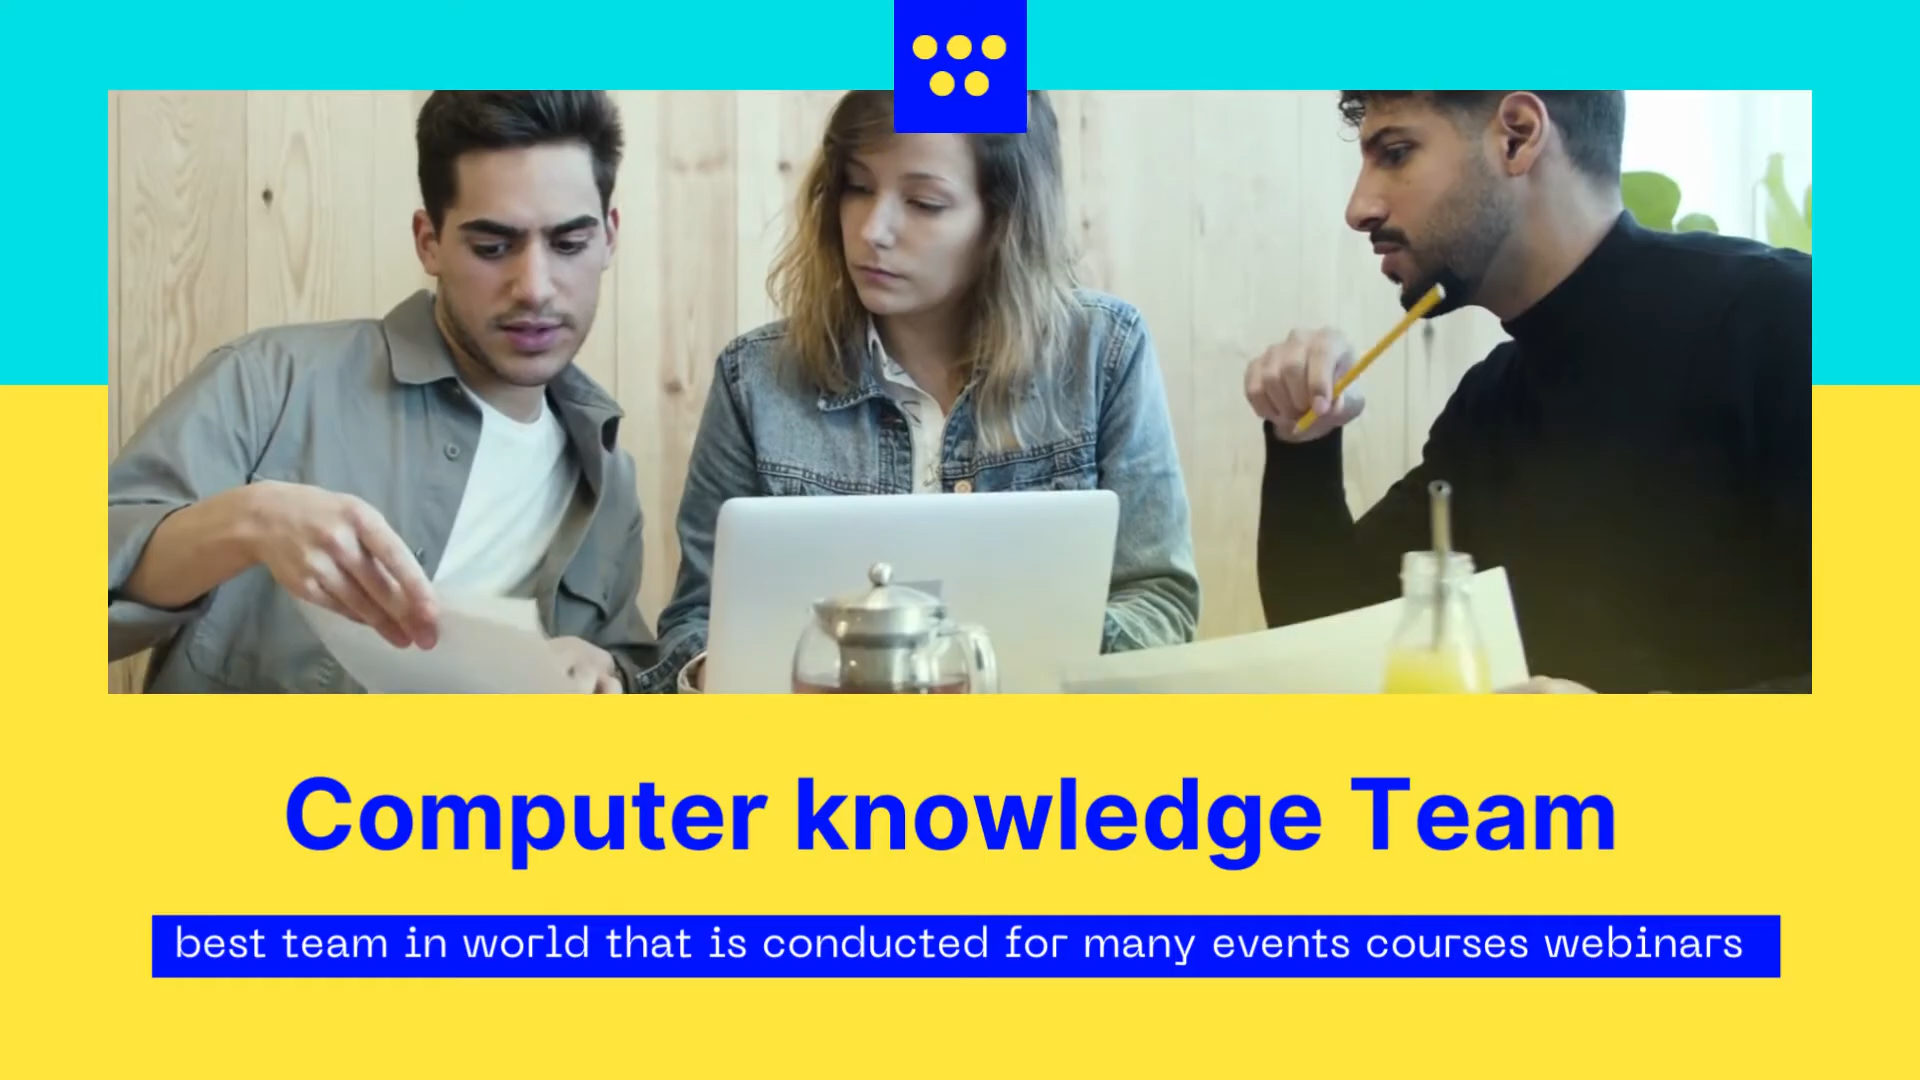 Computer knowledge Team
best team in world that is conducted for many events courses webinars